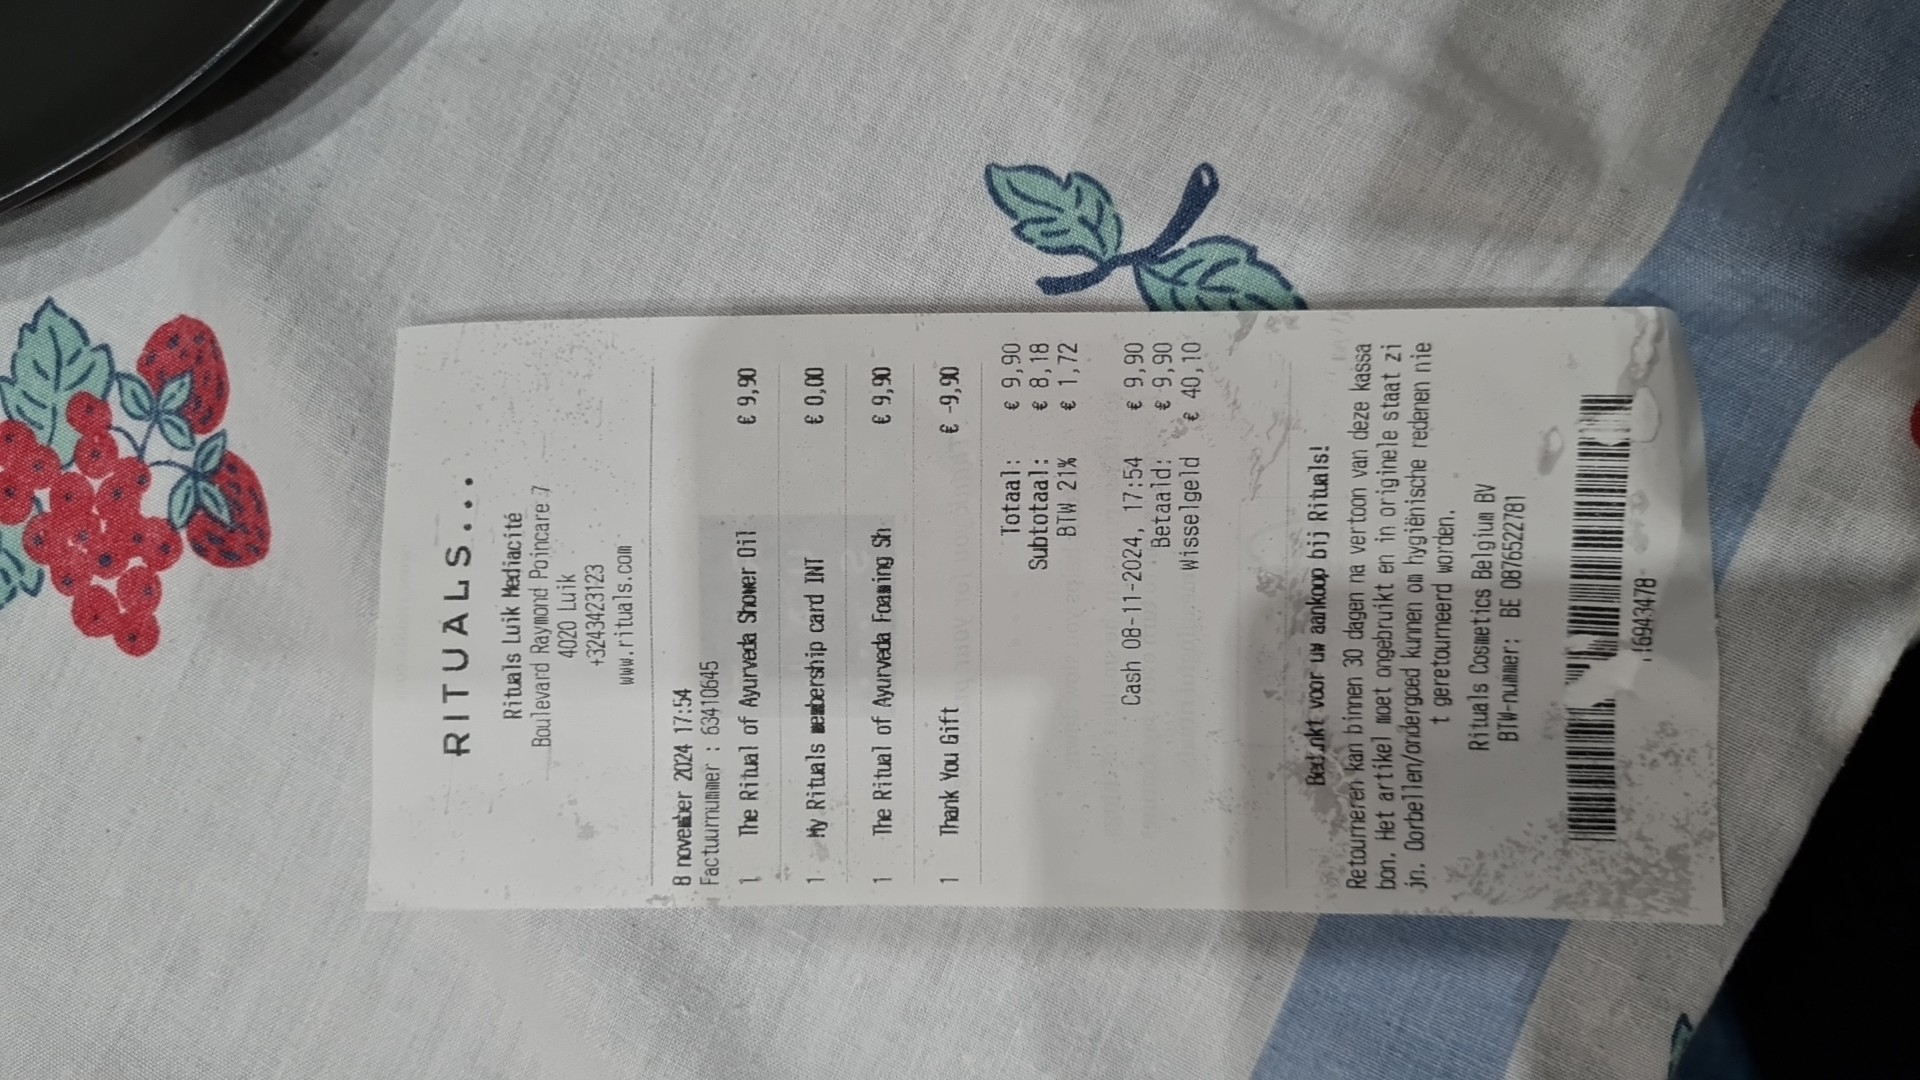 RITUALS...
Rituals Luik Mediacité
Boulevard Raymond Poincare 7
4020 Luik
+3243423123
www.rituals.com
8 november 2024 17:54
Factuurnummer : 63410645
1 The Ritual of Ayurveda Shower Oil € 9,90
1 My Rituals membership card INT € 0,00
1 The Ritual of Ayurveda Foaming Sh € 9,90
1 Thank You Gift € -9,90
Totaal: € 9,90
Subtotaal: € 8,18
BTW 21% € 1,72
Cash 08-11-2024, 17:54 € 9,90
Betaald: € 9,90
Wisselgeld € 40,10
Bedankt voor uw aankoop bij Rituals!
Retourneren kan binnen 30 dagen na vertoon van deze kassa
bon. Het artikel moet ongebruikt en in originele staat zi
jn. Oorbellen/ondergoed kunnen om hygiënische redenen nie
t geretourneerd worden.
Rituals Cosmetics Belgium BV
BTW-nummer: BE 0876522781
16943478